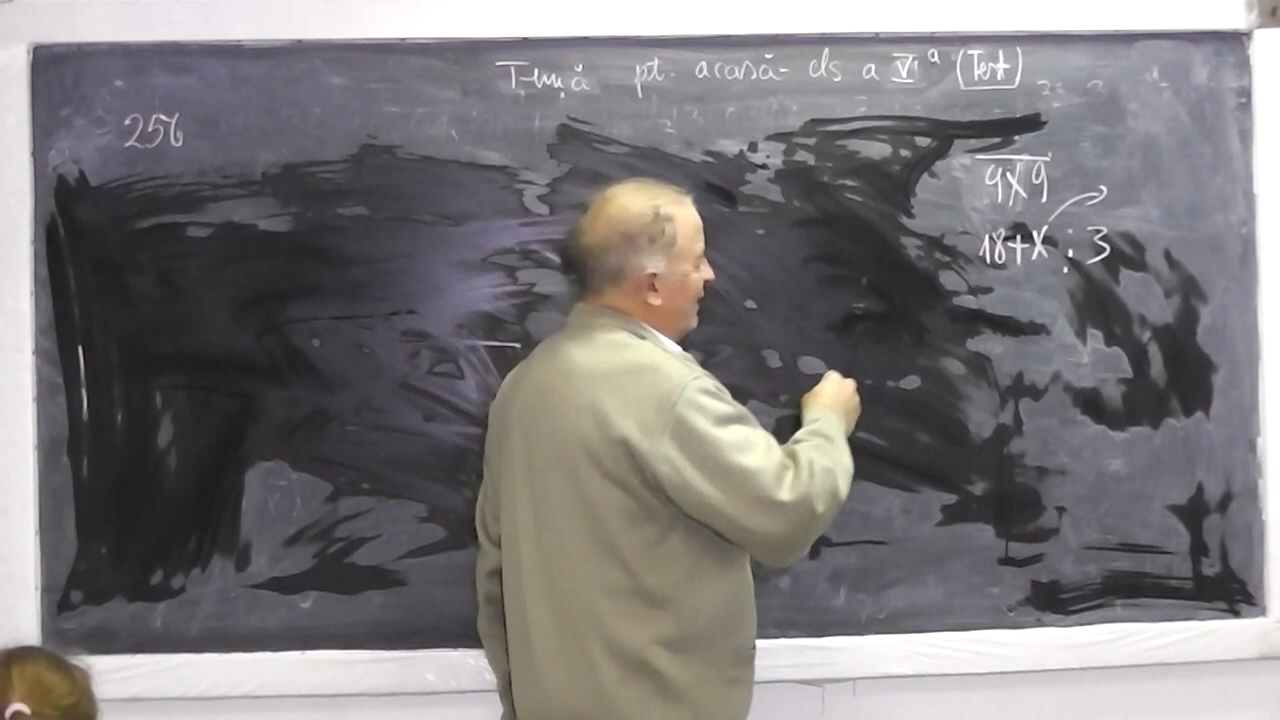 Temă pt. acasă - cls a VI a (Test)
256
9X9
18+X ⋮ 3